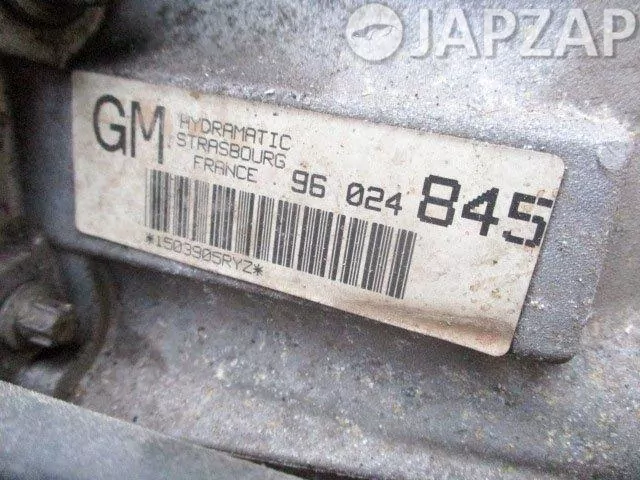 JAPZAP
GM
HYDRAMATIC
STRASBOURG
FRANCE
96 024 845
*1503905RYZ*